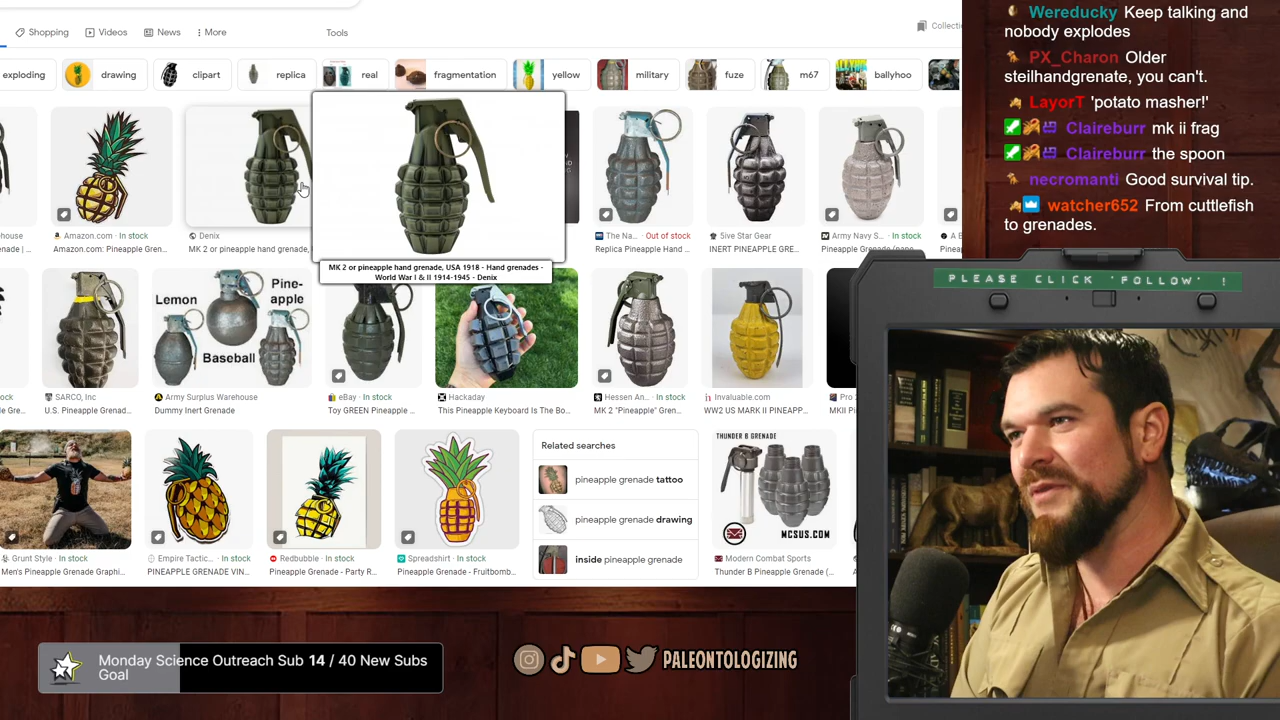 Shopping
Videos
News
More
Tools
exploding
drawing
clipart
replica
real
fragmentation
yellow
military
fuze
m67
ballyhoo
Amazon.com · In stock
Amazon.com: Pineapple Gren...
Denix
MK 2 or pineapple hand grenade,
MK 2 or pineapple hand grenade, USA 1918 - Hand grenades -
World War I & II 1914-1945 - Denix
The Na... · Out of stock
Replica Pineapple Hand ...
5ive Star Gear
INERT PINEAPPLE GRE...
Army Navy S... · In stock
SARCO, Inc
U.S. Pineapple Grenad...
Lemon
Pine-
apple
Baseball
Army Surplus Warehouse
Dummy Inert Grenade
eBay · In stock
Toy GREEN Pineapple ...
Hackaday
This Pineapple Keyboard Is The Bo...
Hessen An... · In stock
MK 2 "Pineapple" Gren...
Invaluable.com
WW2 US MARK II PINEAPP...
Grunt Style · In stock
Men's Pineapple Grenade Graphi...
Empire Tactic... · In stock
PINEAPPLE GRENADE VIN...
Redbubble · In stock
Pineapple Grenade - Party R...
Spreadshirt · In stock
Pineapple Grenade - Fruitbomb...
Related searches
pineapple grenade tattoo
pineapple grenade drawing
inside pineapple grenade
THUNDER B GRENADE
MCSUS.COM
Modern Combat Sports
Thunder B Pineapple Grenade (...
Wereducky Keep talking and
nobody explodes
PX_Charon Older
steilhandgrenate, you can't.
LayorT 'potato masher!'
Claireburr mk ii frag
Claireburr the spoon
necromanti Good survival tip.
watcher652 From cuttlefish
to grenades.
PLEASE CLICK 'FOLLOW' !
Monday Science Outreach Sub 14 / 40 New Subs
Goal
PALEONTOLOGIZING